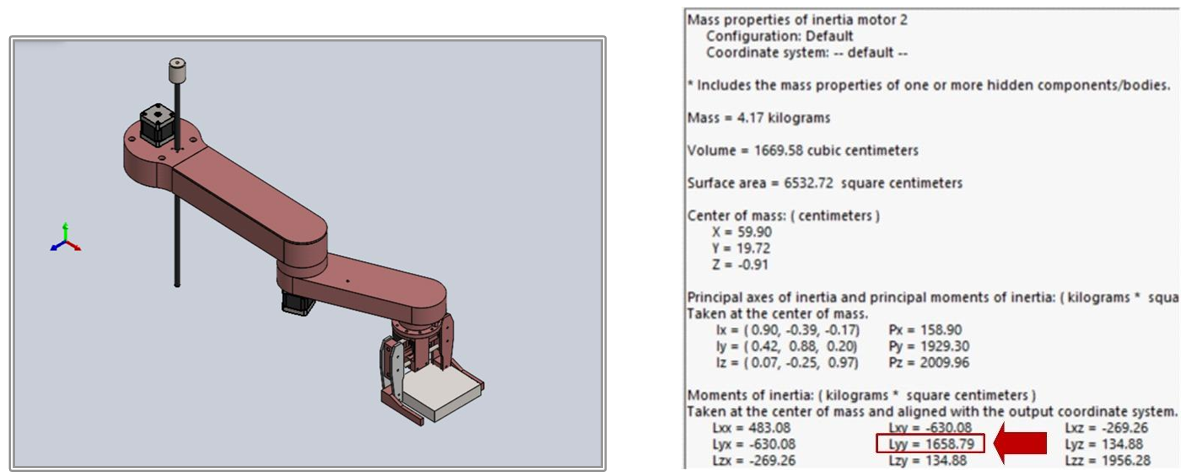 Mass properties of inertia motor 2
Configuration: Default
Coordinate system: -- default --
* Includes the mass properties of one or more hidden components/bodies.
Mass = 4.17 kilograms
Volume = 1669.58 cubic centimeters
Surface area = 6532.72 square centimeters
Center of mass: ( centimeters )
X = 59.90
Y = 19.72
Z = -0.91
Principal axes of inertia and principal moments of inertia: ( kilograms * squa
Taken at the center of mass.
Ix = ( 0.90, -0.39, -0.17) Px = 158.90
Iy = ( 0.42, 0.88, 0.20) Py = 1929.30
Iz = ( 0.07, -0.25, 0.97) Pz = 2009.96
Moments of inertia: ( kilograms * square centimeters )
Taken at the center of mass and aligned with the output coordinate system.
Lxx = 483.08 Lxy = -630.08 Lxz = -269.26
Lyx = -630.08 Lyy = 1658.79 Lyz = 134.88
Lzx = -269.26 Lzy = 134.88 Lzz = 1956.28